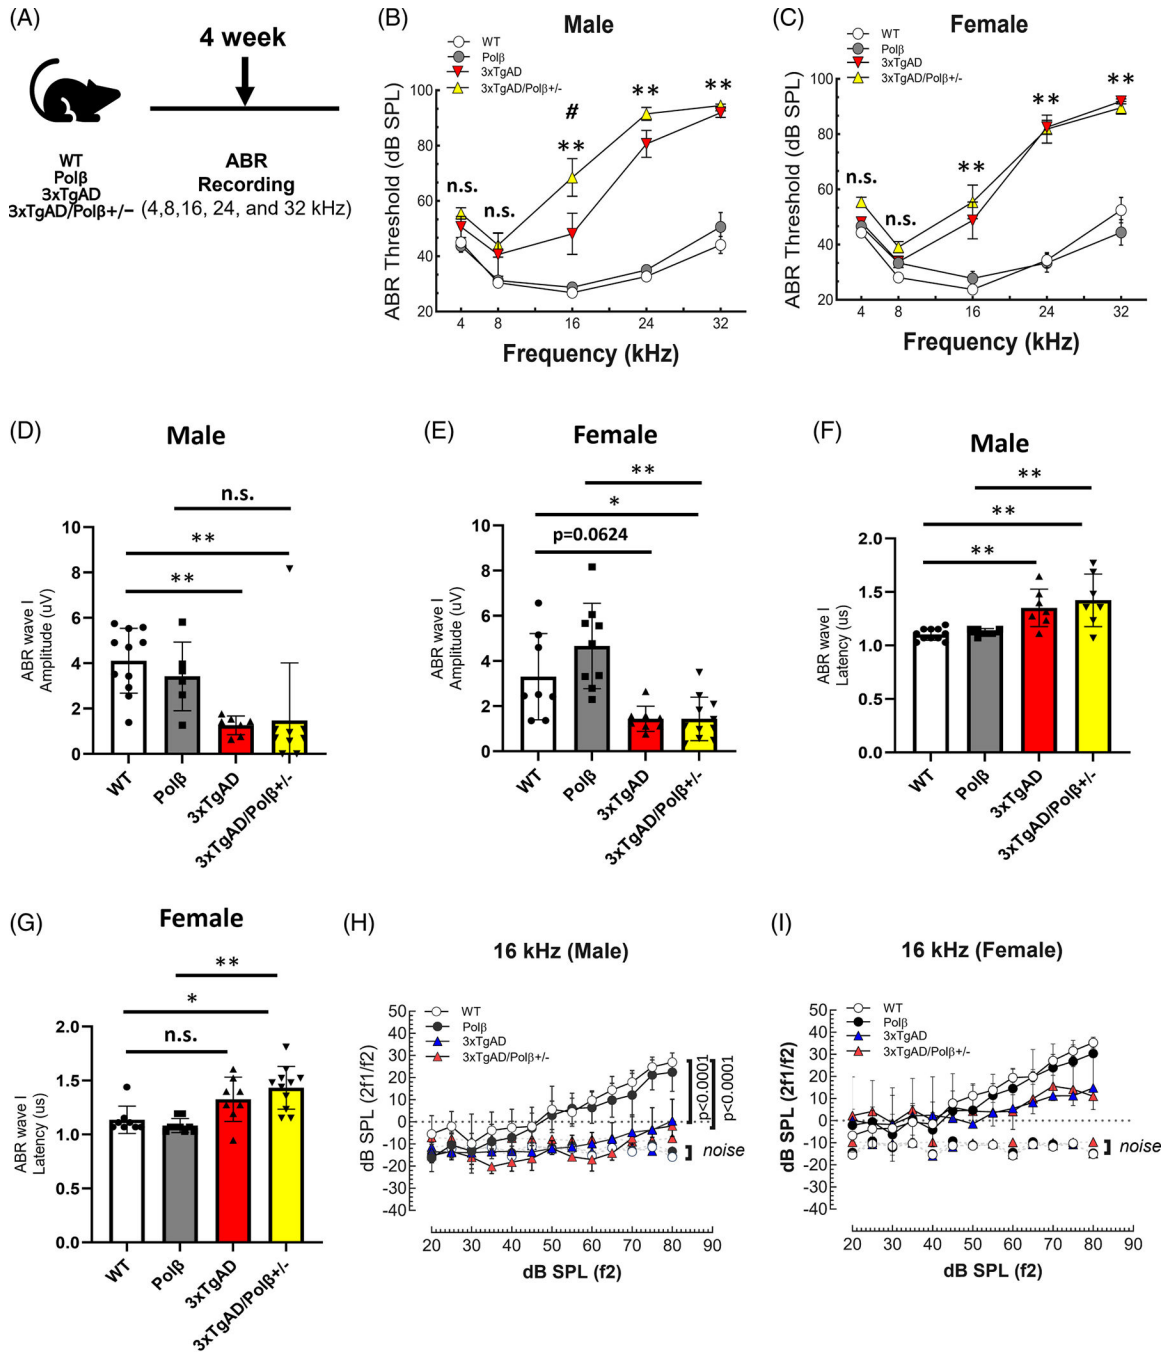 (A)
4 week
WT
Polβ
3xTgAD
3xTgAD/Polβ+/-
ABR
Recording
(4,8,16, 24, and 32 kHz)
(B)
Male
WT
Polβ
3xTgAD
3xTgAD/Polβ+/-
ABR Threshold (dB SPL)
100
80
60
40
20
n.s.
n.s.
#
**
**
**
4
8
16
24
32
Frequency (kHz)
(C)
Female
WT
Polβ
3xTgAD
3xTgAD/Polβ+/-
ABR Threshold (dB SPL)
100
80
60
40
20
n.s.
n.s.
**
**
**
4
8
16
24
32
Frequency (kHz)
(D)
Male
n.s.
**
**
ABR wave I
Amplitude (uV)
10
8
6
4
2
0
WT
Polβ
3xTgAD
3xTgAD/Polβ+/-
(E)
Female
**
*
p=0.0624
ABR wave I
Amplitude (uV)
10
8
6
4
2
0
WT
Polβ
3xTgAD
3xTgAD/Polβ+/-
(F)
Male
**
**
**
ABR wave I
Latency (us)
2.0
1.5
1.0
0.5
0.0
WT
Polβ
3xTgAD
3xTgAD/Polβ+/-
(G)
Female
**
*
n.s.
ABR wave I
Latency (us)
2.0
1.5
1.0
0.5
0.0
WT
Polβ
3xTgAD
3xTgAD/Polβ+/-
(H)
16 kHz (Male)
WT
Polβ
3xTgAD
3xTgAD/Polβ+/-
dB SPL (2f1/f2)
50
40
30
20
10
0
-10
-20
-30
-40
p<0.0001
p<0.0001
noise
20
30
40
50
60
70
80
90
dB SPL (f2)
(I)
16 kHz (Female)
WT
Polβ
3xTgAD
3xTgAD/Polβ+/-
dB SPL (2f1/f2)
50
40
30
20
10
0
-10
-20
-30
-40
noise
20
30
40
50
60
70
80
90
dB SPL (f2)